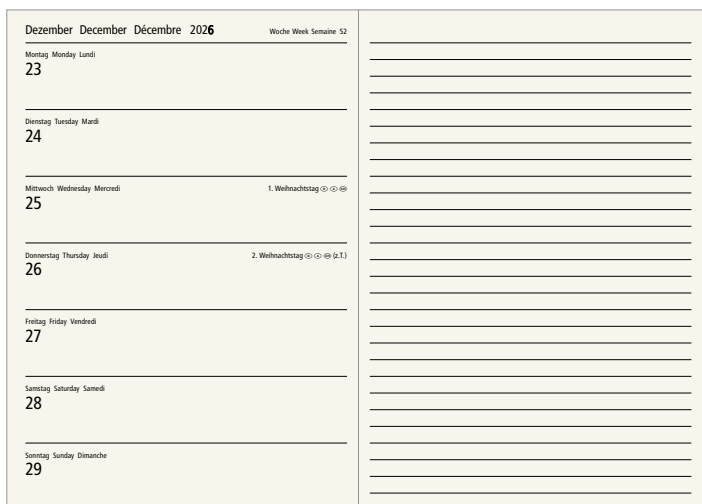 Dezember December Décembre 2026
Woche Week Semaine 52
Montag Monday Lundi
23
Dienstag Tuesday Mardi
24
Mittwoch Wednesday Mercredi
1. Weihnachtstag
25
Donnerstag Thursday Jeudi
2. Weihnachtstag (z.T.)
26
Freitag Friday Vendredi
27
Samstag Saturday Samedi
28
Sonntag Sunday Dimanche
29